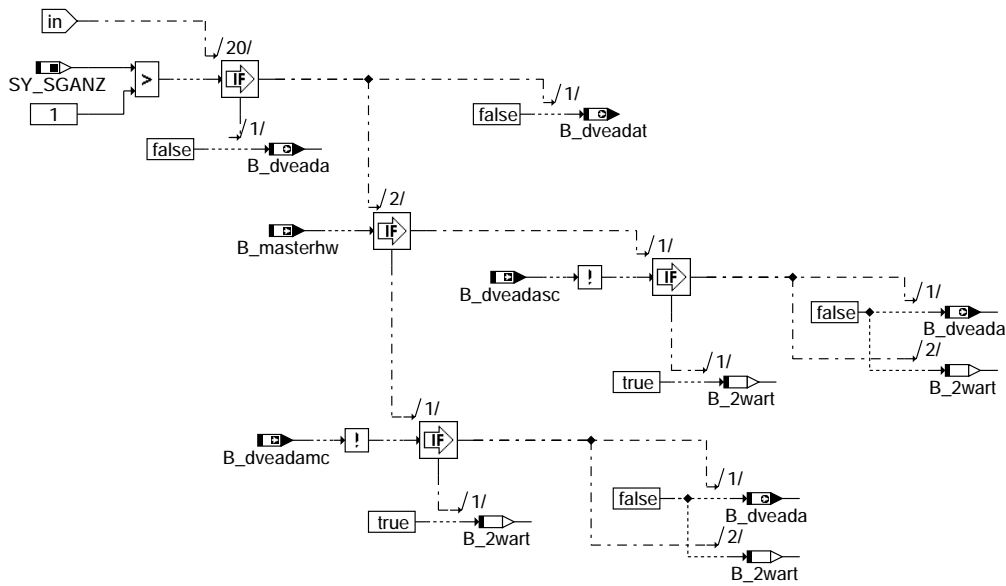 in
/20/
IF
SY_SGANZ
>
1
/1/
false
B_dveadat
/1/
false
B_dveada
/2/
IF
B_masterhw
/1/
IF
B_dveadasc
!
/1/
false
B_dveada
/2/
B_2wart
/1/
true
B_2wart
/1/
IF
B_dveadamc
!
/1/
false
B_dveada
/1/
true
B_2wart
/2/
B_2wart